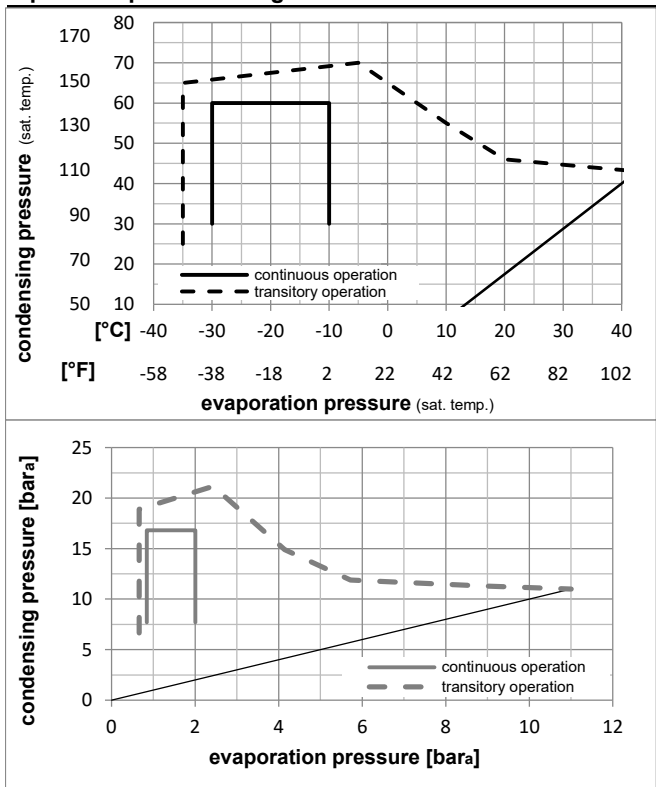 condensing pressure (sat. temp.)
170 80
70
150 60
130 50
110 40
90 30
70 20
50 10
continuous operation
transitory operation
[°C] -40 -30 -20 -10 0 10 20 30 40
[°F] -58 -38 -18 2 22 42 62 82 102
evaporation pressure (sat. temp.)
condensing pressure [bara]
25
20
15
10
5
0
continuous operation
transitory operation
0 2 4 6 8 10 12
evaporation pressure [bara]